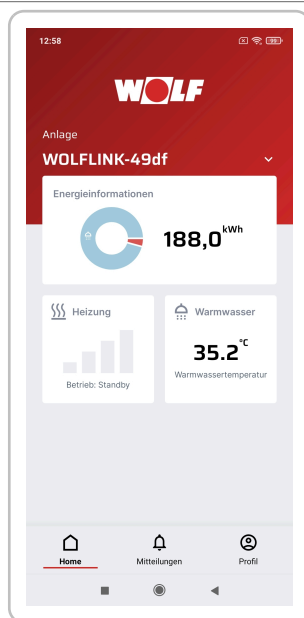 12:58
99
WOLF
Anlage
WOLFLINK-49df
Energieinformationen
188,0 kWh
Heizung
Betrieb: Standby
Warmwasser
35.2 °C
Warmwassertemperatur
Home
Mitteilungen
Profil